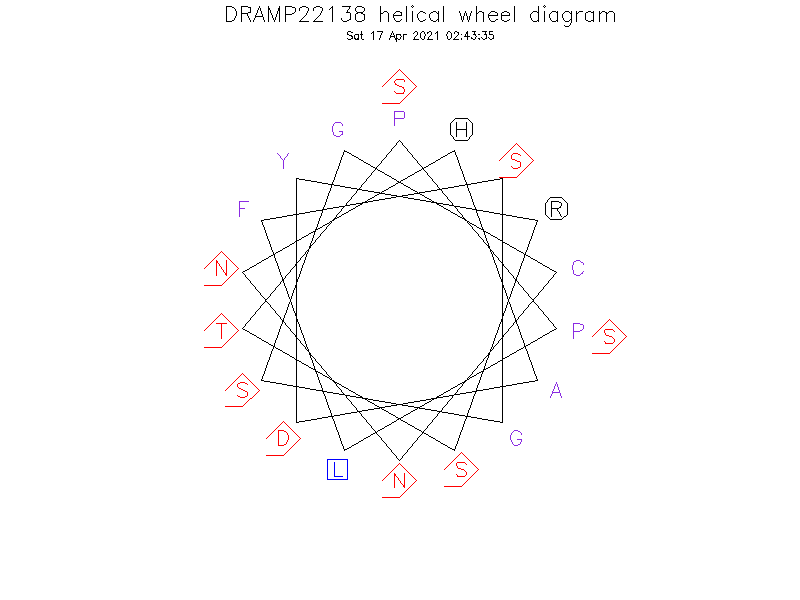 DRAMP22138 helical wheel diagram
Sat 17 Apr 2021 02:43:35
S
G P H
Y S
F R
N C
T P S
S A
D G
L N S